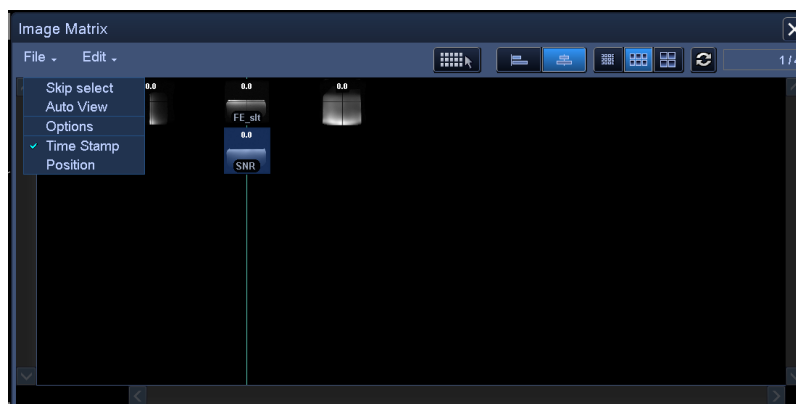 Image Matrix
File Edit
1 /
Skip select
Auto View
Options
Time Stamp
Position
0.0 0.0 0.0
FE_slt
0.0
SNR